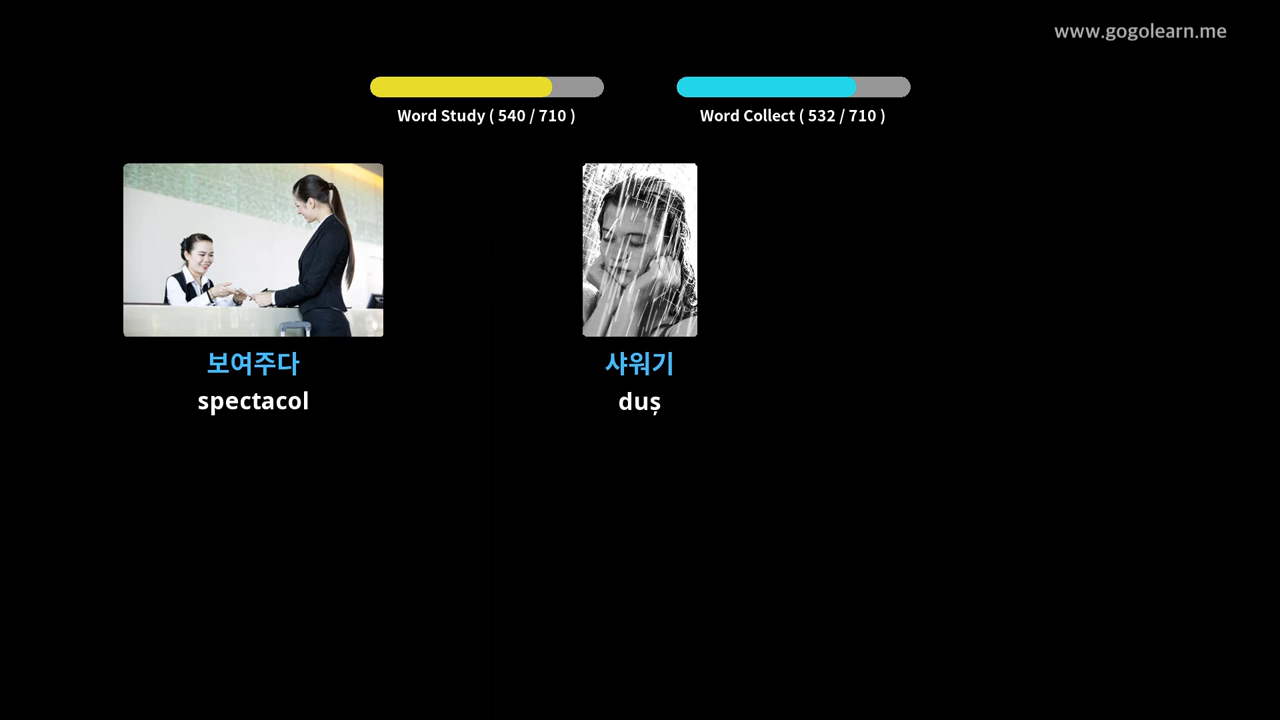 www.gogolearn.me
Word Study ( 540 / 710 )
Word Collect ( 532 / 710 )
보여주다
spectacol
샤워기
duș